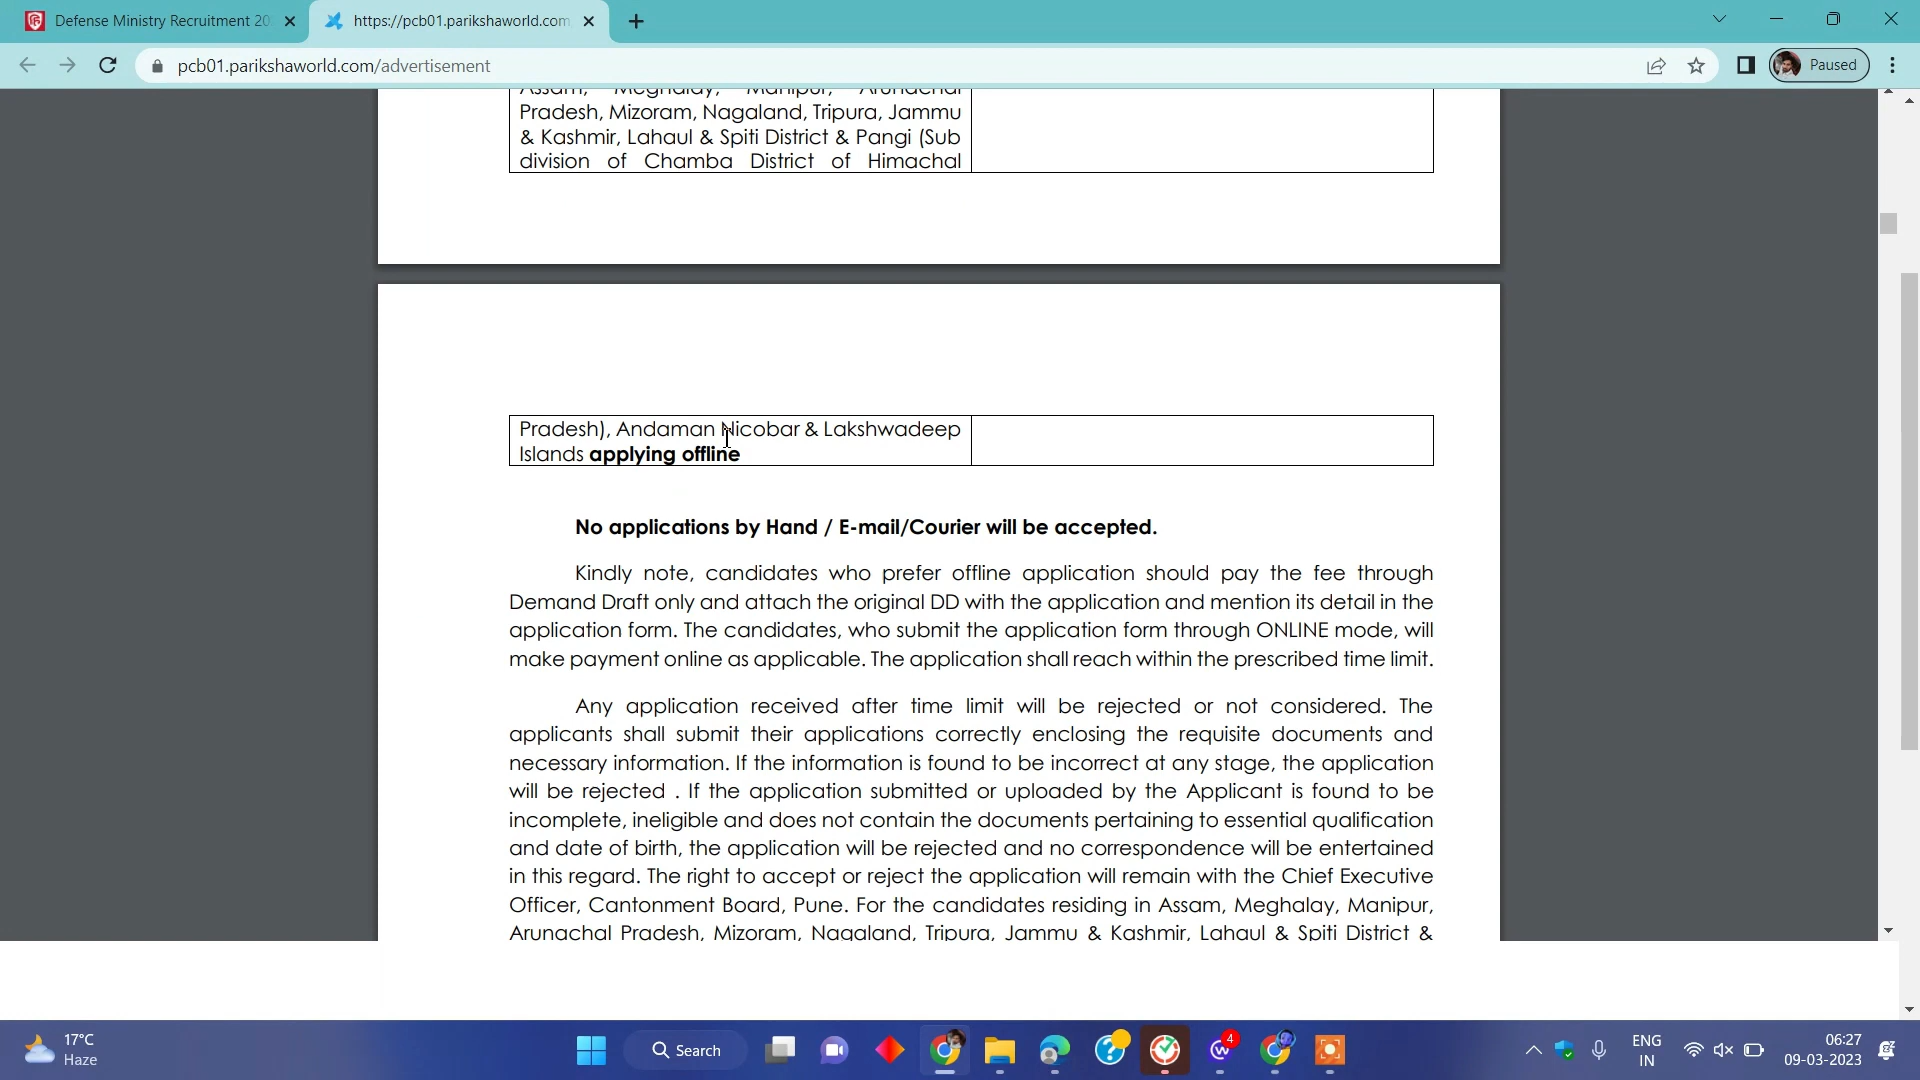 Defense Ministry Recruitment 20
https://pcb01.parikshaworld.com
pcb01.parikshaworld.com/advertisement
Paused
Assam, Meghalay, Manipur, Arunachal
Pradesh, Mizoram, Nagaland, Tripura, Jammu
& Kashmir, Lahaul & Spiti District & Pangi (Sub
division of Chamba District of Himachal
Pradesh), Andaman Nicobar & Lakshwadeep
Islands applying offline
No applications by Hand / E-mail/Courier will be accepted.
Kindly note, candidates who prefer offline application should pay the fee through
Demand Draft only and attach the original DD with the application and mention its detail in the
application form. The candidates, who submit the application form through ONLINE mode, will
make payment online as applicable. The application shall reach within the prescribed time limit.
Any application received after time limit will be rejected or not considered. The
applicants shall submit their applications correctly enclosing the requisite documents and
necessary information. If the information is found to be incorrect at any stage, the application
will be rejected . If the application submitted or uploaded by the Applicant is found to be
incomplete, ineligible and does not contain the documents pertaining to essential qualification
and date of birth, the application will be rejected and no correspondence will be entertained
in this regard. The right to accept or reject the application will remain with the Chief Executive
Officer, Cantonment Board, Pune. For the candidates residing in Assam, Meghalay, Manipur,
Arunachal Pradesh, Mizoram, Nagaland, Tripura, Jammu & Kashmir, Lahaul & Spiti District &
17°C
Haze
Search
4
ENG
IN
06:27
09-03-2023